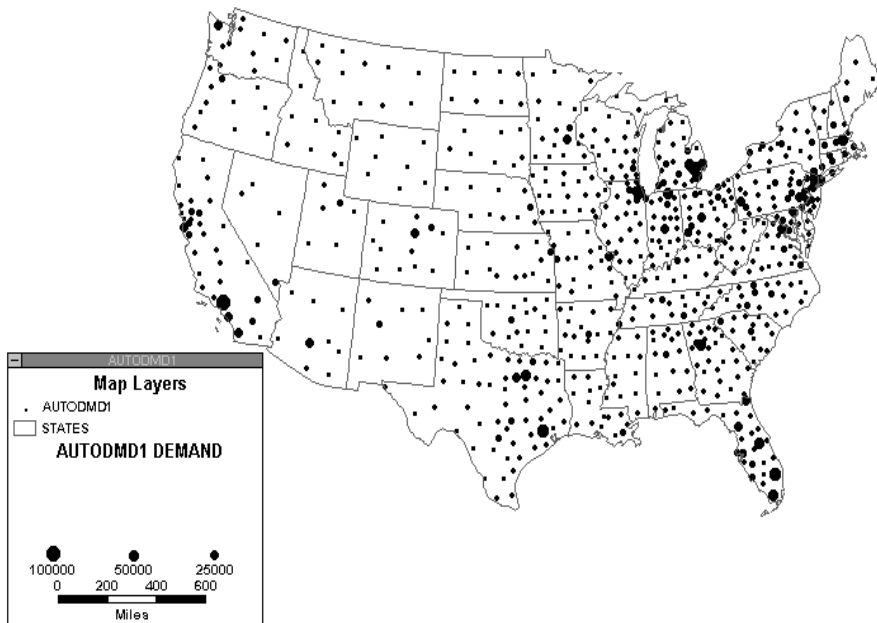 AUTODMD1
Map Layers
AUTODMD1
STATES
AUTODMD1 DEMAND
100000 50000 25000
0 200 400 600
Miles